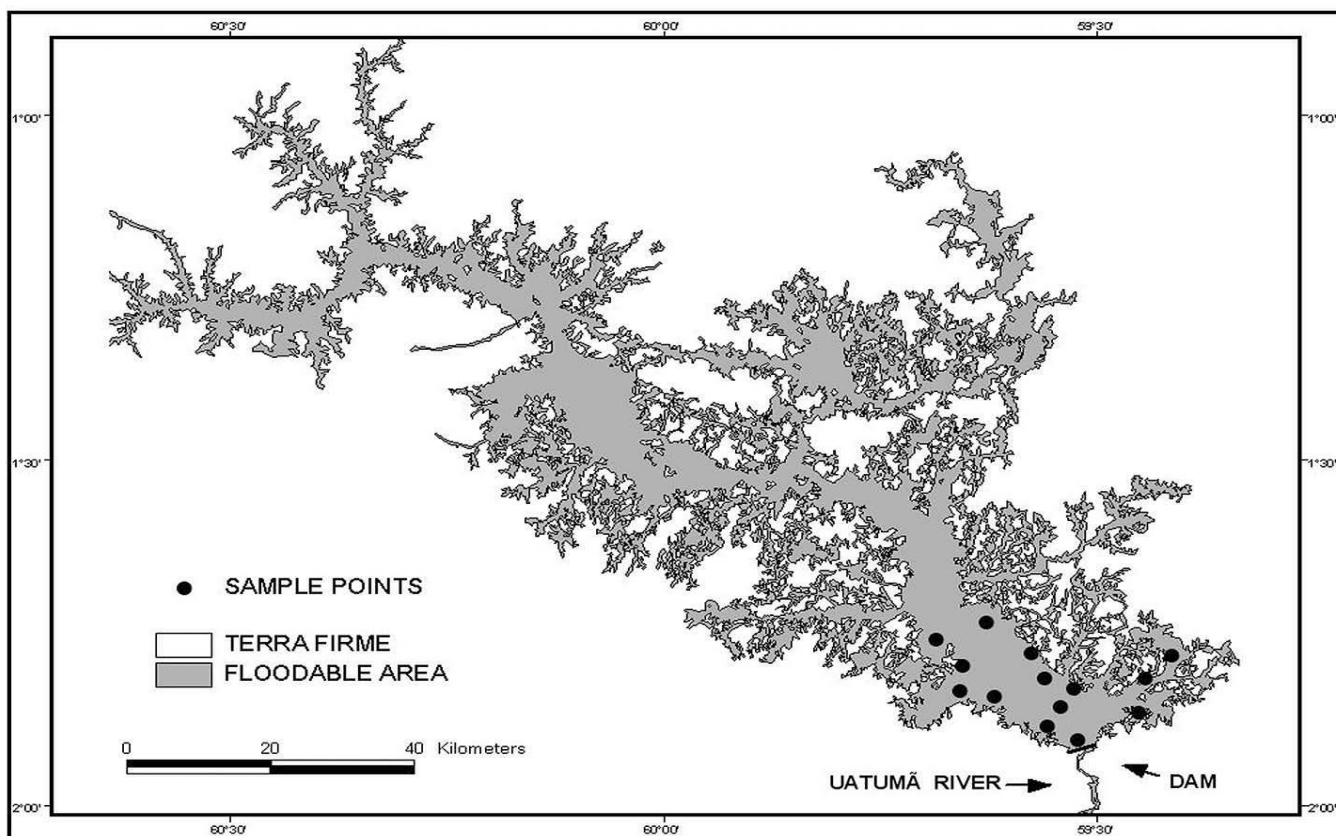 60°30' 60°00' 59°30'
1°00' 1°00'
1°30' 1°30'
SAMPLE POINTS
TERRA FIRME
FLOODABLE AREA
0 20 40 Kilometers
UATUMÃ RIVER DAM
2°00' 2°00'
60°30' 60°00' 59°30'